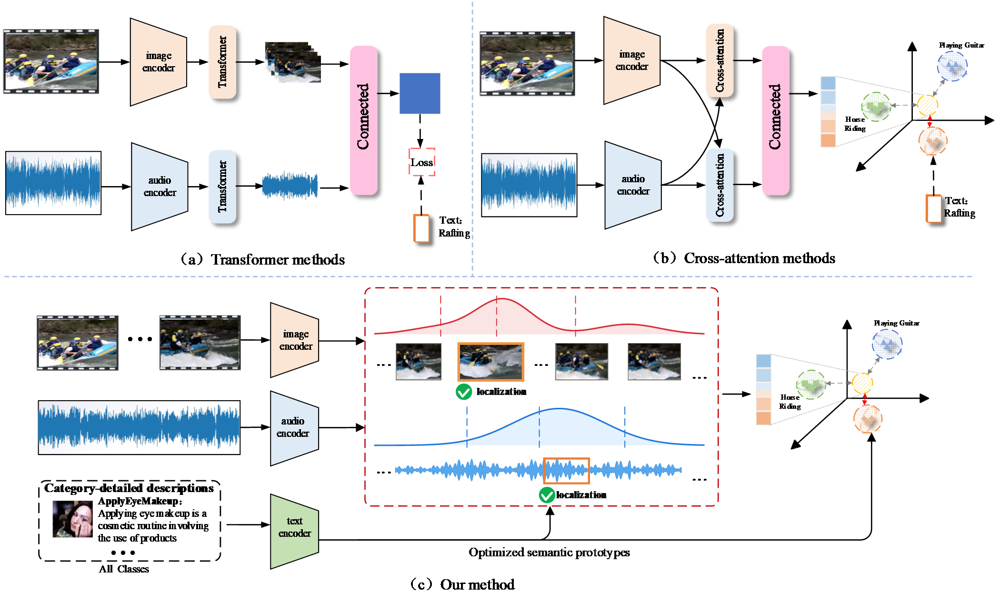 image
encoder
Transformer
Connected
Loss
audio
encoder
Transformer
Text:
Rafting
（a）Transformer methods
image
encoder
Cross-attention
Connected
Playing Guitar
Horse
Riding
audio
encoder
Cross-attention
Text:
Rafting
（b）Cross-attention methods
image
encoder
localization
audio
encoder
localization
Playing Guitar
Horse
Riding
Category-detailed descriptions
ApplyEyeMakeup：
Applying eye makeup is a
cosmetic routine involving
the use of products
•••
All Classes
text
encoder
Optimized semantic prototypes
（c）Our method